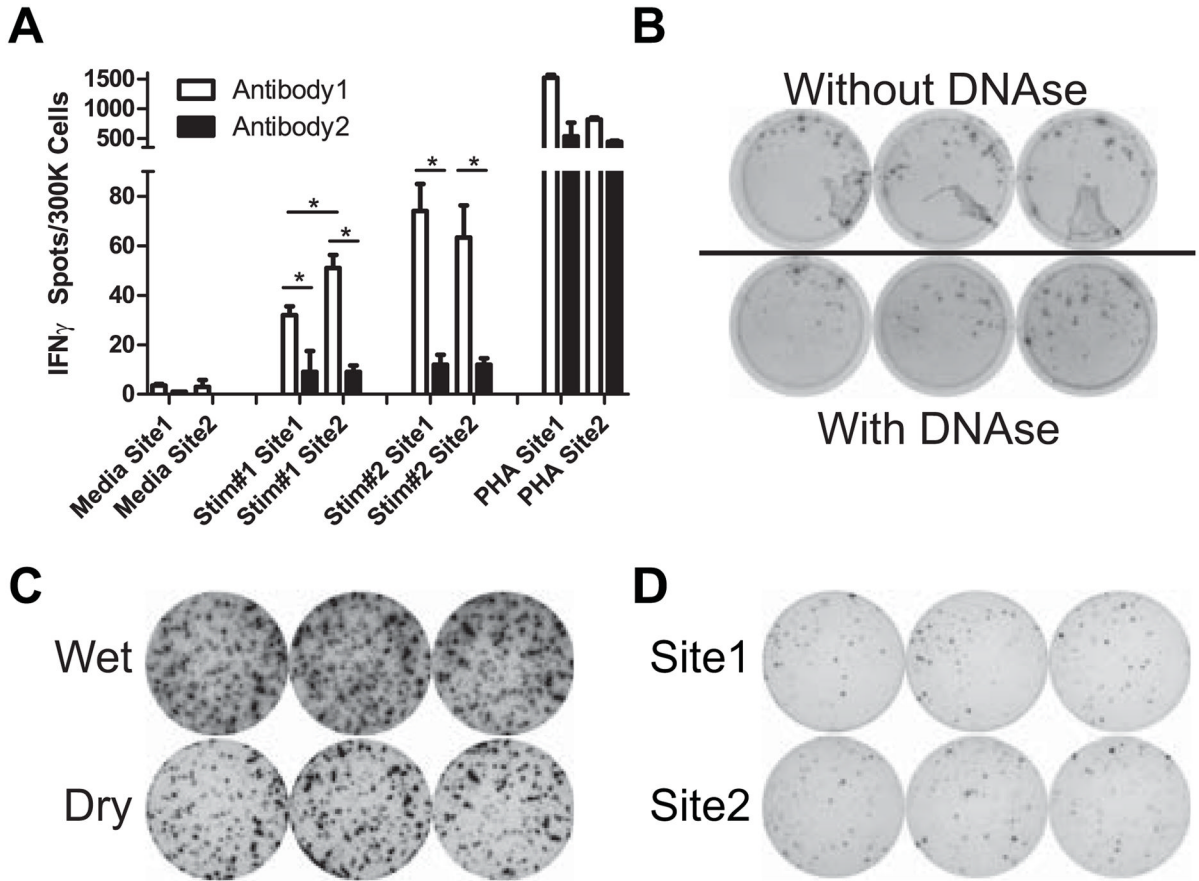 A
IFNγ Spots/300K Cells
1500
1000
500
80
60
40
20
0
Antibody1
Antibody2
*
*
*
*
*
Media Site1
Media Site2
Stim#1 Site1
Stim#1 Site2
Stim#2 Site1
Stim#2 Site2
PHA Site1
PHA Site2
B
Without DNAse
With DNAse
C
Wet
Dry
D
Site1
Site2